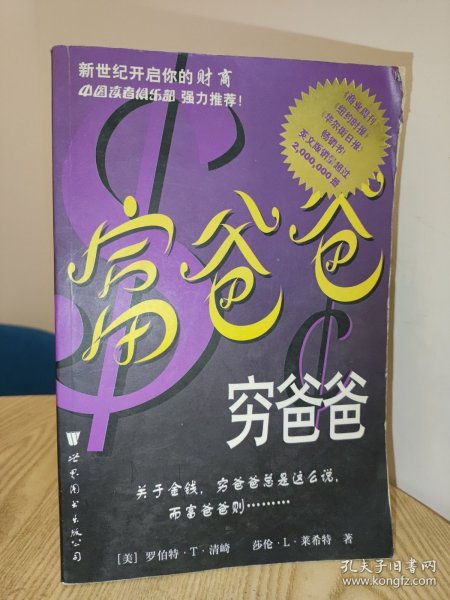 新世纪开启你的财商
中国读者俱乐部 强力推荐！
《商业周刊》
《纽约时报》
《华尔街日报》
畅销书
英文版销量超过
2,000,000册
富爸爸
穷爸爸
世界图书出版公司
关于金钱，穷爸爸总是这么说，
而富爸爸则………
[美] 罗伯特·T·清崎 莎伦·L·莱希特 著
孔夫子旧书网